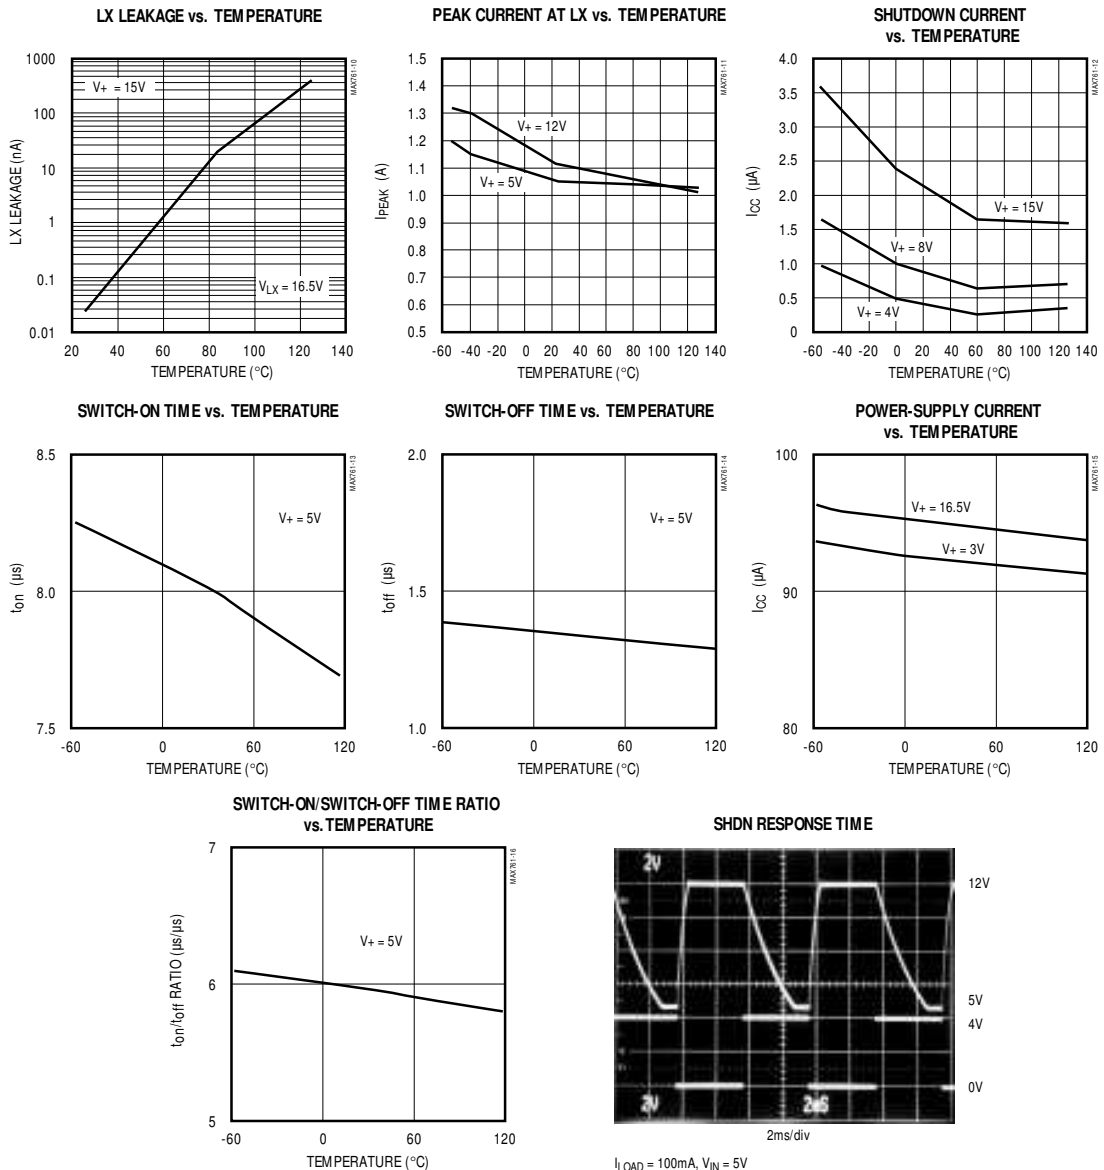 LX LEAKAGE vs. TEMPERATURE
1000
100
10
1
0.1
0.01
LX LEAKAGE (nA)
V+ = 15V
VLX = 16.5V
MAX761-10
20 40 60 80 100 120 140
TEMPERATURE (°C)
PEAK CURRENT AT LX vs. TEMPERATURE
1.5
1.4
1.3
1.2
1.1
1.0
0.9
0.8
0.7
0.6
0.5
IPEAK (A)
V+ = 12V
V+ = 5V
MAX761-11
-60 -40 -20 0 20 40 60 80 100 120 140
TEMPERATURE (°C)
SHUTDOWN CURRENT
vs. TEMPERATURE
4.0
3.5
3.0
2.5
2.0
1.5
1.0
0.5
0
ICC (µA)
V+ = 15V
V+ = 8V
V+ = 4V
MAX761-12
-60 -40 -20 0 20 40 60 80 100 120 140
TEMPERATURE (°C)
SWITCH-ON TIME vs. TEMPERATURE
8.5
8.0
7.5
ton (µs)
V+ = 5V
MAX761-13
-60 0 60 120
TEMPERATURE (°C)
SWITCH-OFF TIME vs. TEMPERATURE
2.0
1.5
1.0
toff (µs)
V+ = 5V
MAX761-14
-60 0 60 120
TEMPERATURE (°C)
POWER-SUPPLY CURRENT
vs. TEMPERATURE
100
90
80
ICC (µA)
V+ = 16.5V
V+ = 3V
MAX761-15
-60 0 60 120
TEMPERATURE (°C)
SWITCH-ON/SWITCH-OFF TIME RATIO
vs. TEMPERATURE
7
6
5
ton/toff RATIO (µs/µs)
V+ = 5V
MAX761-16
-60 0 60 120
TEMPERATURE (°C)
SHDN RESPONSE TIME
2V
12V
5V
4V
0V
2V 2mS
2ms/div
ILOAD = 100mA, VIN = 5V